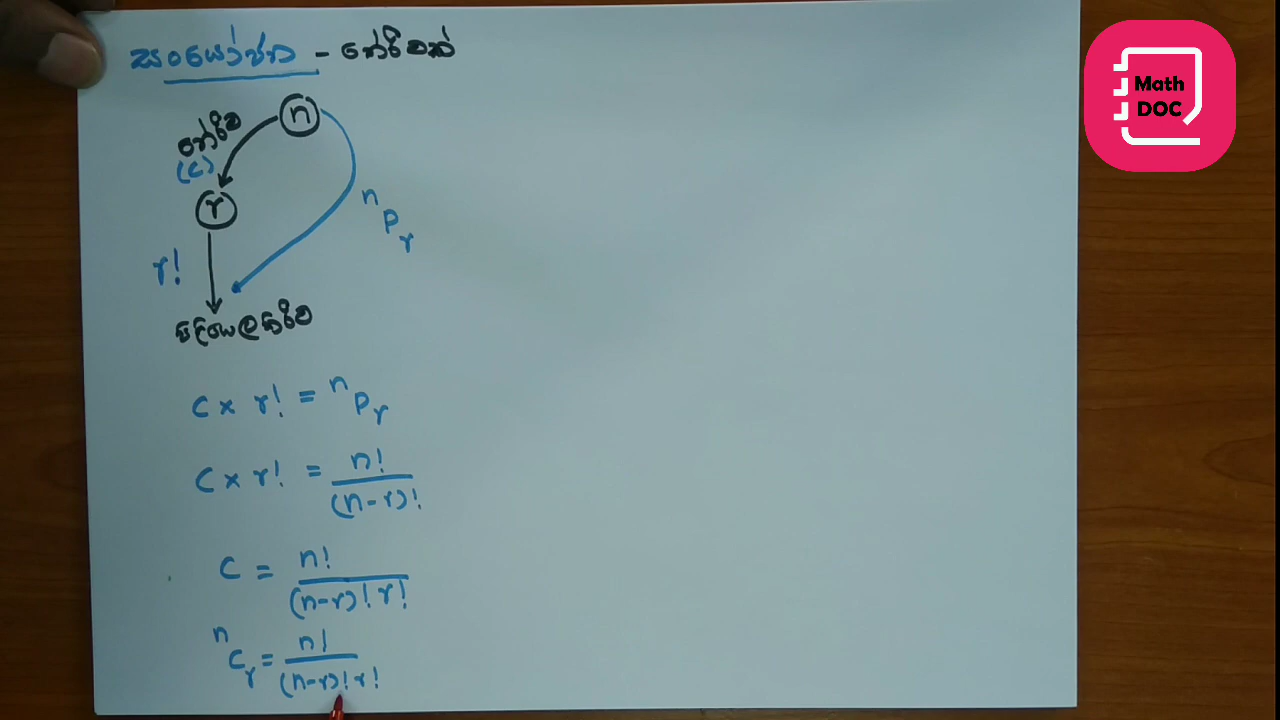 සංයෝජන - තේරීමක්
n
තේරීම
(C)
r
ⁿPᵣ
r!
පිළියෙළකිරීම
C × r! = ⁿPᵣ
C × r! = n!/(n-r)!
C = n!/(n-r)! r!
ⁿCᵣ = n!/(n-r)! r!
Math
DOC